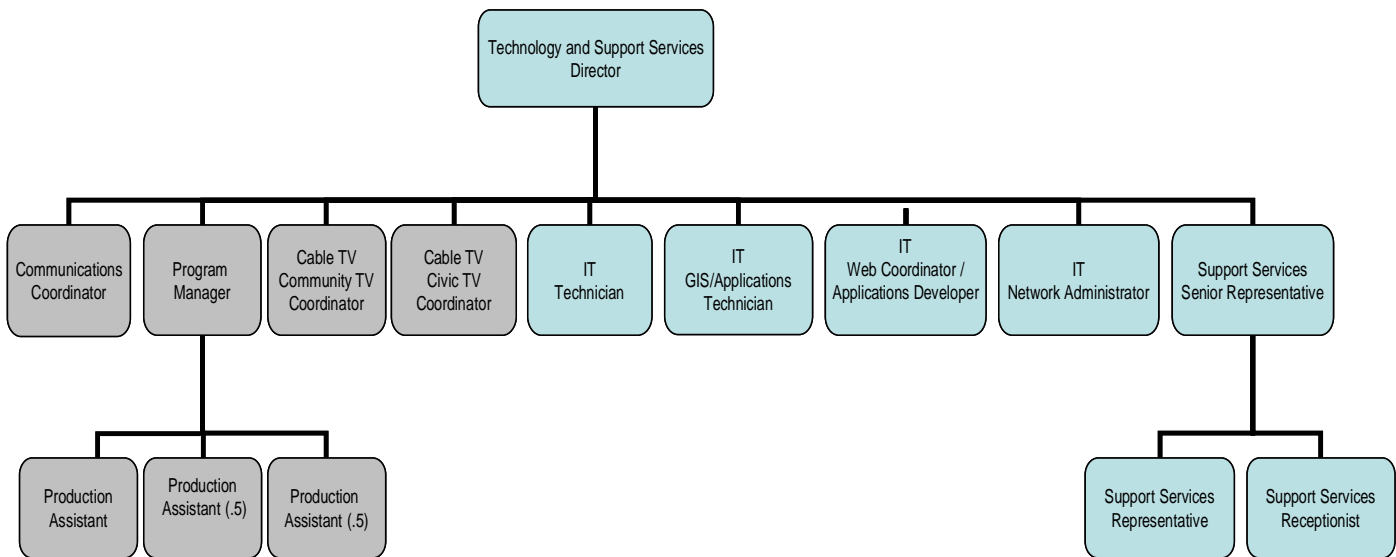 Technology and Support Services
Director
Communications
Coordinator
Program
Manager
Cable TV
Community TV
Coordinator
Cable TV
Civic TV
Coordinator
IT
Technician
IT
GIS/Applications
Technician
IT
Web Coordinator /
Applications Developer
IT
Network Administrator
Support Services
Senior Representative
Production
Assistant
Production
Assistant (.5)
Production
Assistant (.5)
Support Services
Representative
Support Services
Receptionist